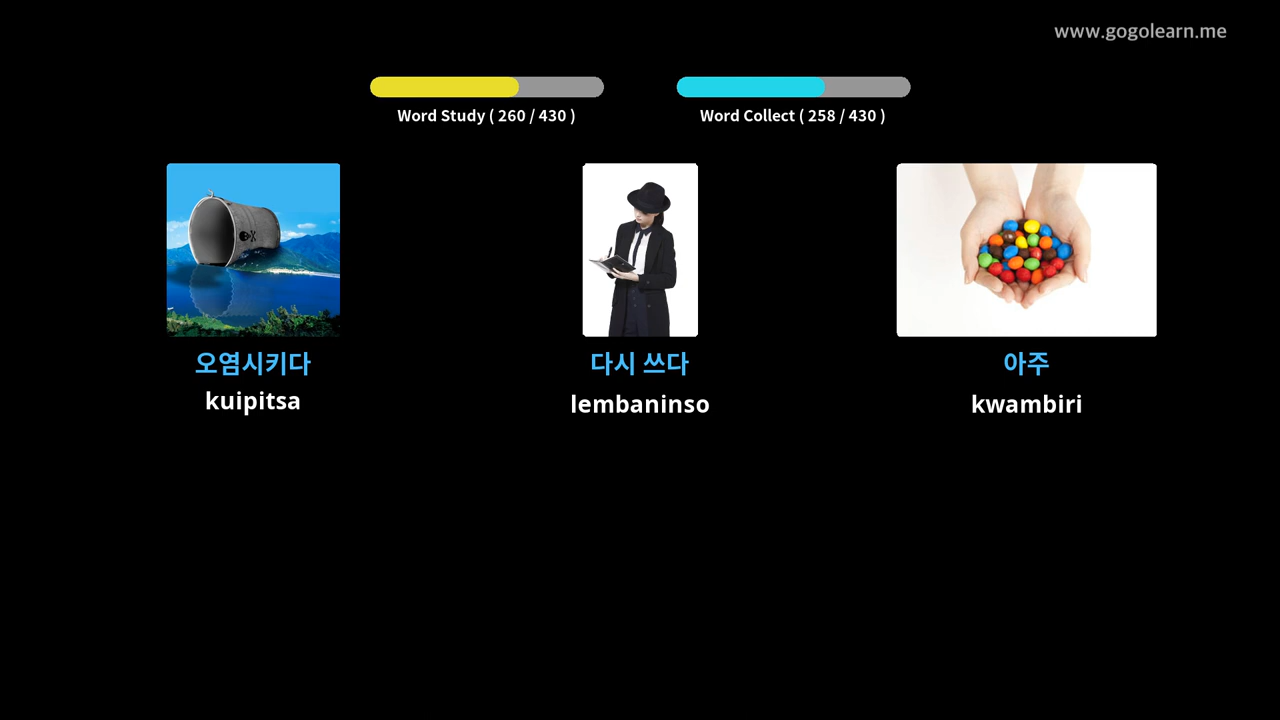 www.gogolearn.me
Word Study ( 260 / 430 )
Word Collect ( 258 / 430 )
오염시키다
다시 쓰다
아주
kuipitsa
lembaninso
kwambiri